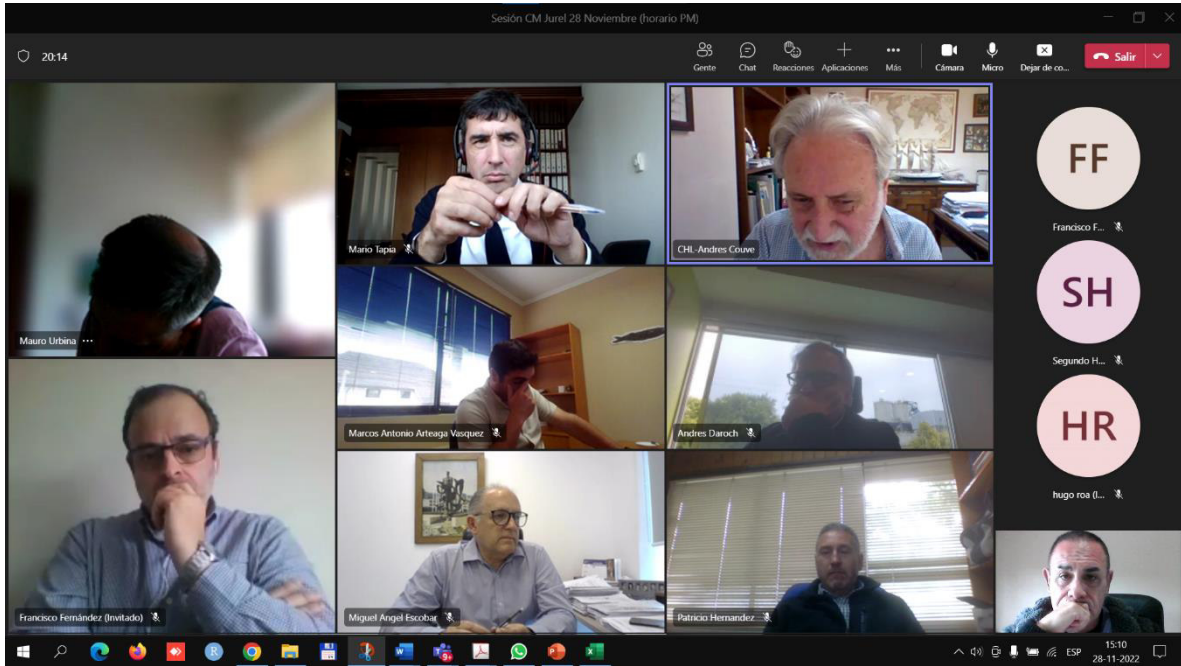 Sesión CM Jurel 28 Noviembre (horario PM)
20:14
Gente
Chat
Reacciones
Aplicaciones
Más
Cámara
Micro
Dejar de co...
Salir
Mauro Urbina
Mario Tapia
CHL-Andres Couve
FF
Francisco F...
Marcos Antonio Arteaga Vasquez
Andres Daroch
SH
Segundo H...
HR
hugo roa (I...
Francisco Fernández (Invitado)
Miguel Angel Escobar
Patricio Hernandez
ESP
15:10
28-11-2022